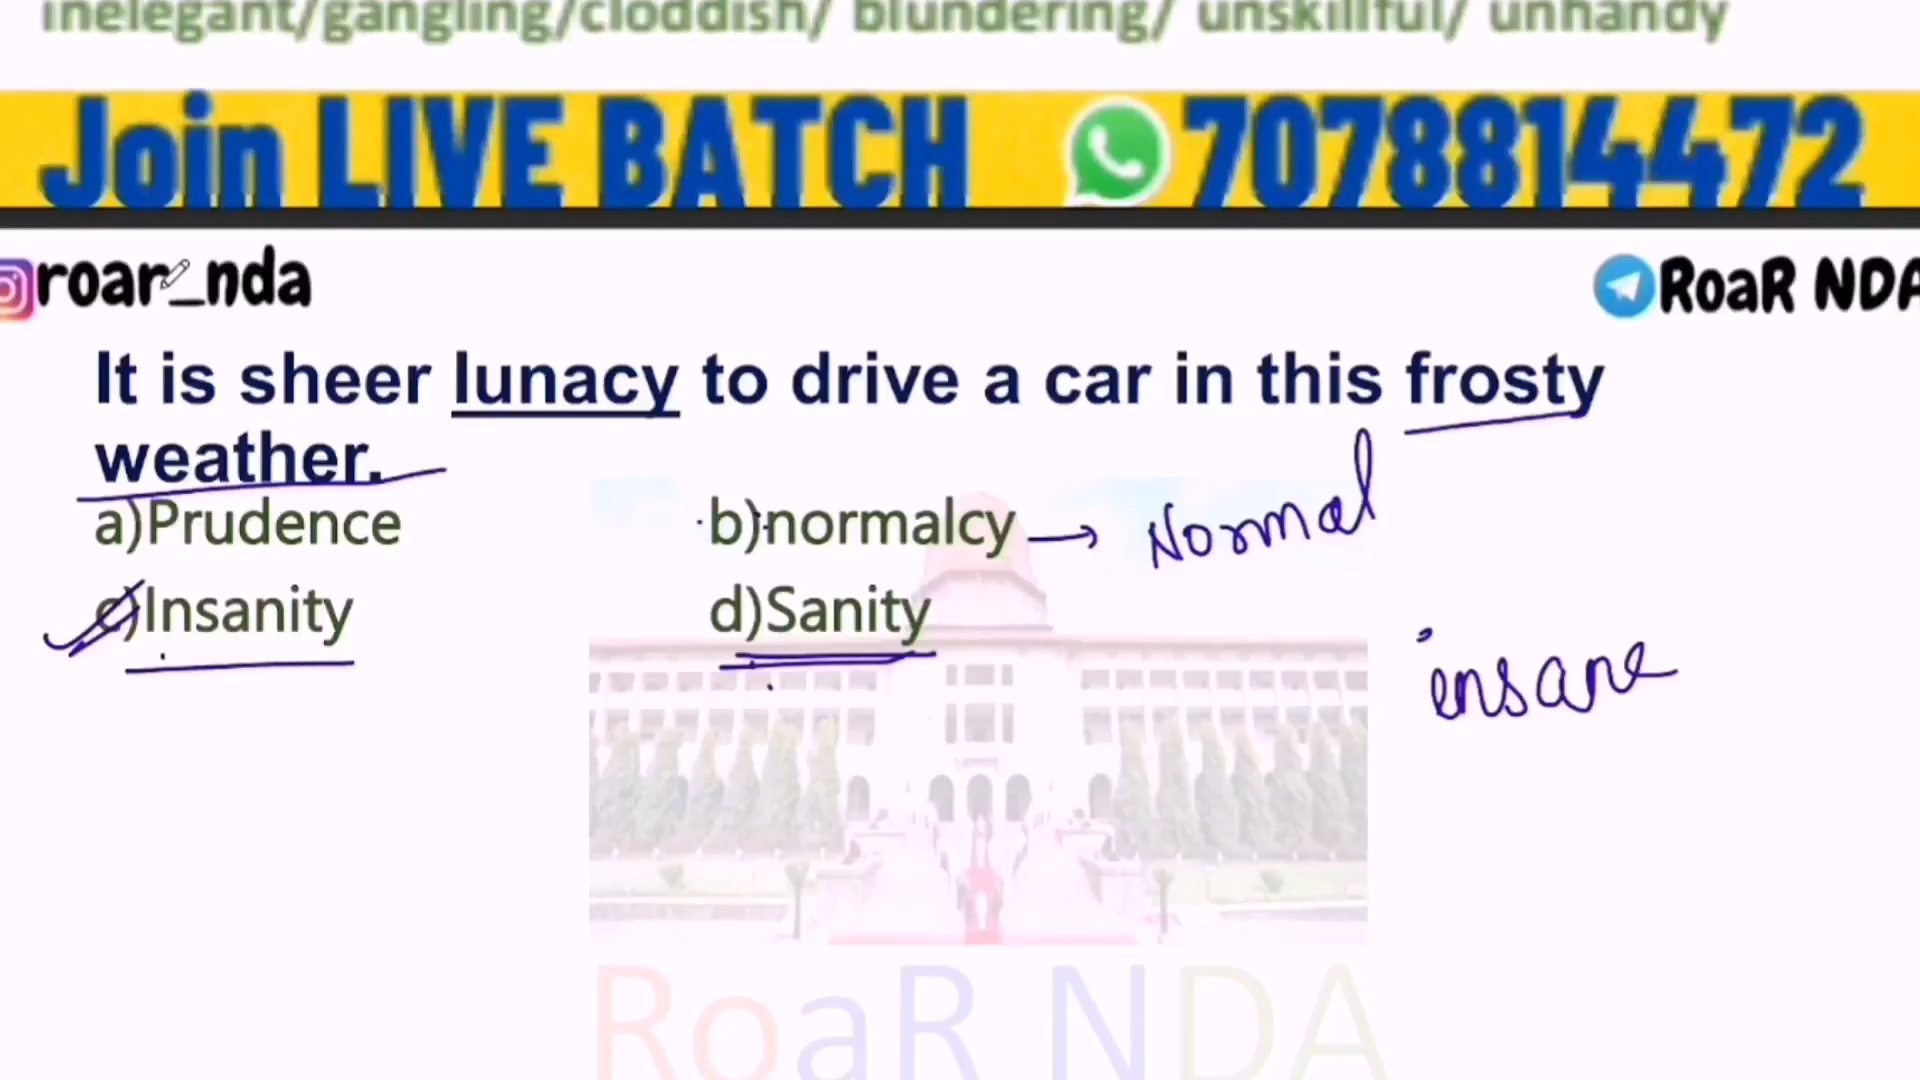 inelegant/gangling/cloddish/ blundering/ unskillful/ unhandy
Join LIVE BATCH 7078814472
roar_nda
RoaR NDA
It is sheer lunacy to drive a car in this frosty
weather.
a)Prudence b)normalcy → Normal
c)Insanity d)Sanity
insane
RoaR NDA